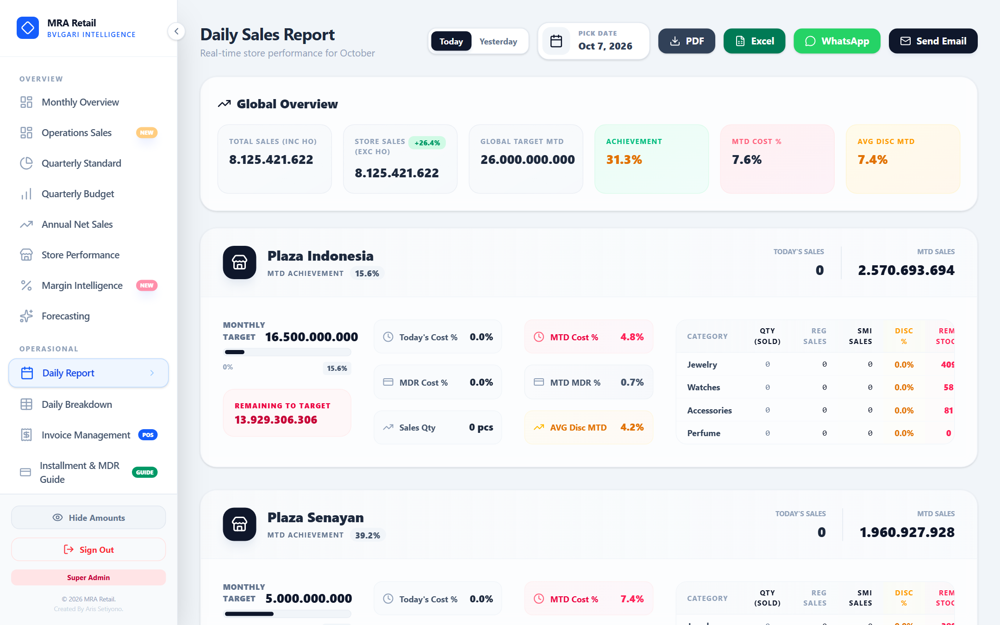 MRA Retail
BVLGARI INTELLIGENCE
OVERVIEW
Monthly Overview
Operations Sales NEW
Quarterly Standard
Quarterly Budget
Annual Net Sales
Store Performance
Margin Intelligence NEW
Forecasting
OPERASIONAL
Daily Report
Daily Breakdown
Invoice Management POS
Installment & MDR
Guide
GUIDE
Hide Amounts
Sign Out
Super Admin
© 2026 MRA Retail.
Created By Aris Setiyono.
Daily Sales Report
Real-time store performance for October
Today Yesterday
PICK DATE
Oct 7, 2026
PDF
Excel
WhatsApp
Send Email
Global Overview
TOTAL SALES (INC HO)
8.125.421.622
STORE SALES
(EXC HO)
+26.4%
8.125.421.622
GLOBAL TARGET MTD
26.000.000.000
ACHIEVEMENT
31.3%
MTD COST %
7.6%
AVG DISC MTD
7.4%
Plaza Indonesia
MTD ACHIEVEMENT 15.6%
TODAY'S SALES
0
MTD SALES
2.570.693.694
MONTHLY
TARGET 16.500.000.000
0% 15.6%
REMAINING TO TARGET
13.929.306.306
Today's Cost % 0.0%
MDR Cost % 0.0%
Sales Qty 0 pcs
MTD Cost % 4.8%
MTD MDR % 0.7%
AVG Disc MTD 4.2%
CATEGORY QTY (SOLD) REG SALES SMI SALES DISC % REM STOC
Jewelry 0 0 0 0.0% 409
Watches 0 0 0 0.0% 58
Accessories 0 0 0 0.0% 81
Perfume 0 0 0 0.0% 0
Plaza Senayan
MTD ACHIEVEMENT 39.2%
TODAY'S SALES
0
MTD SALES
1.960.927.928
MONTHLY
TARGET 5.000.000.000
Today's Cost % 0.0%
MTD Cost % 7.4%
CATEGORY QTY (SOLD) REG SALES SMI SALES DISC % REM STOC